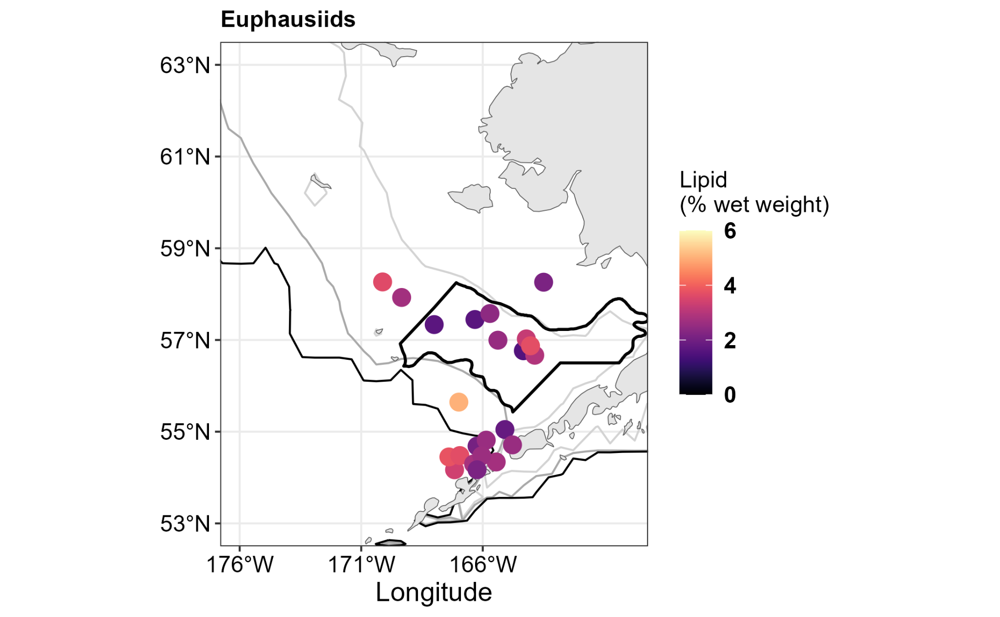 Euphausiids
63°N
61°N
59°N
57°N
55°N
53°N
176°W
171°W
166°W
Longitude
Lipid
(% wet weight)
6
4
2
0